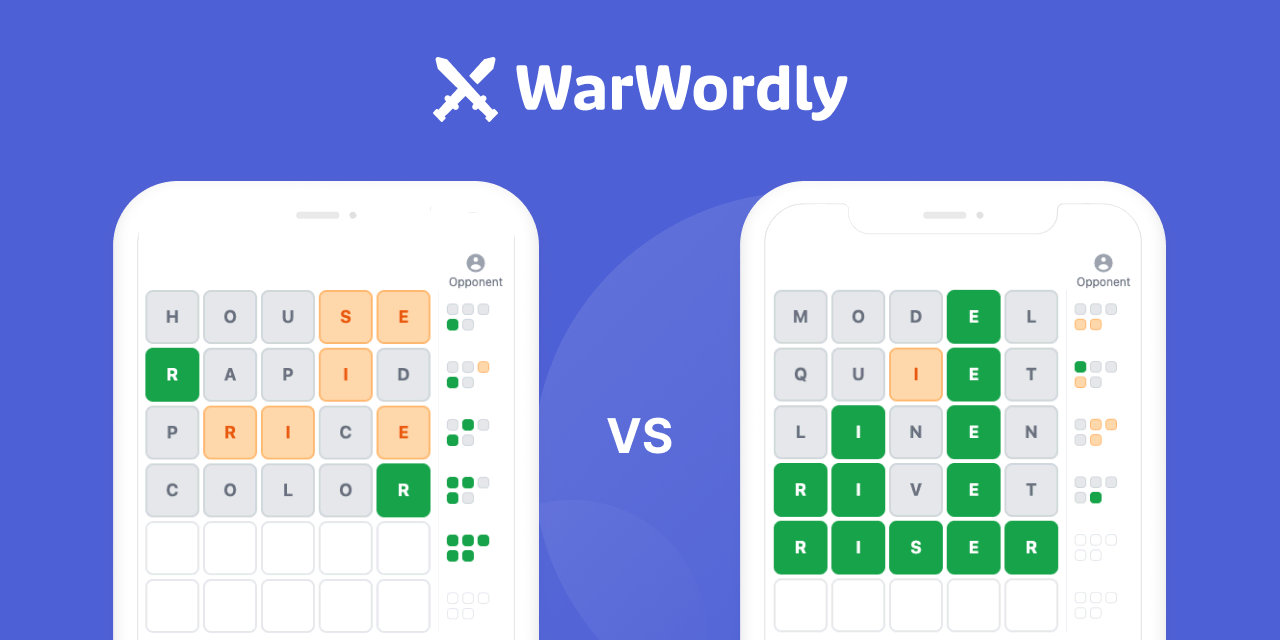 WarWordly
Opponent
H O U S E
R A P I D
P R I C E
C O L O R
VS
Opponent
M O D E L
Q U I E T
L I N E N
R I V E T
R I S E R